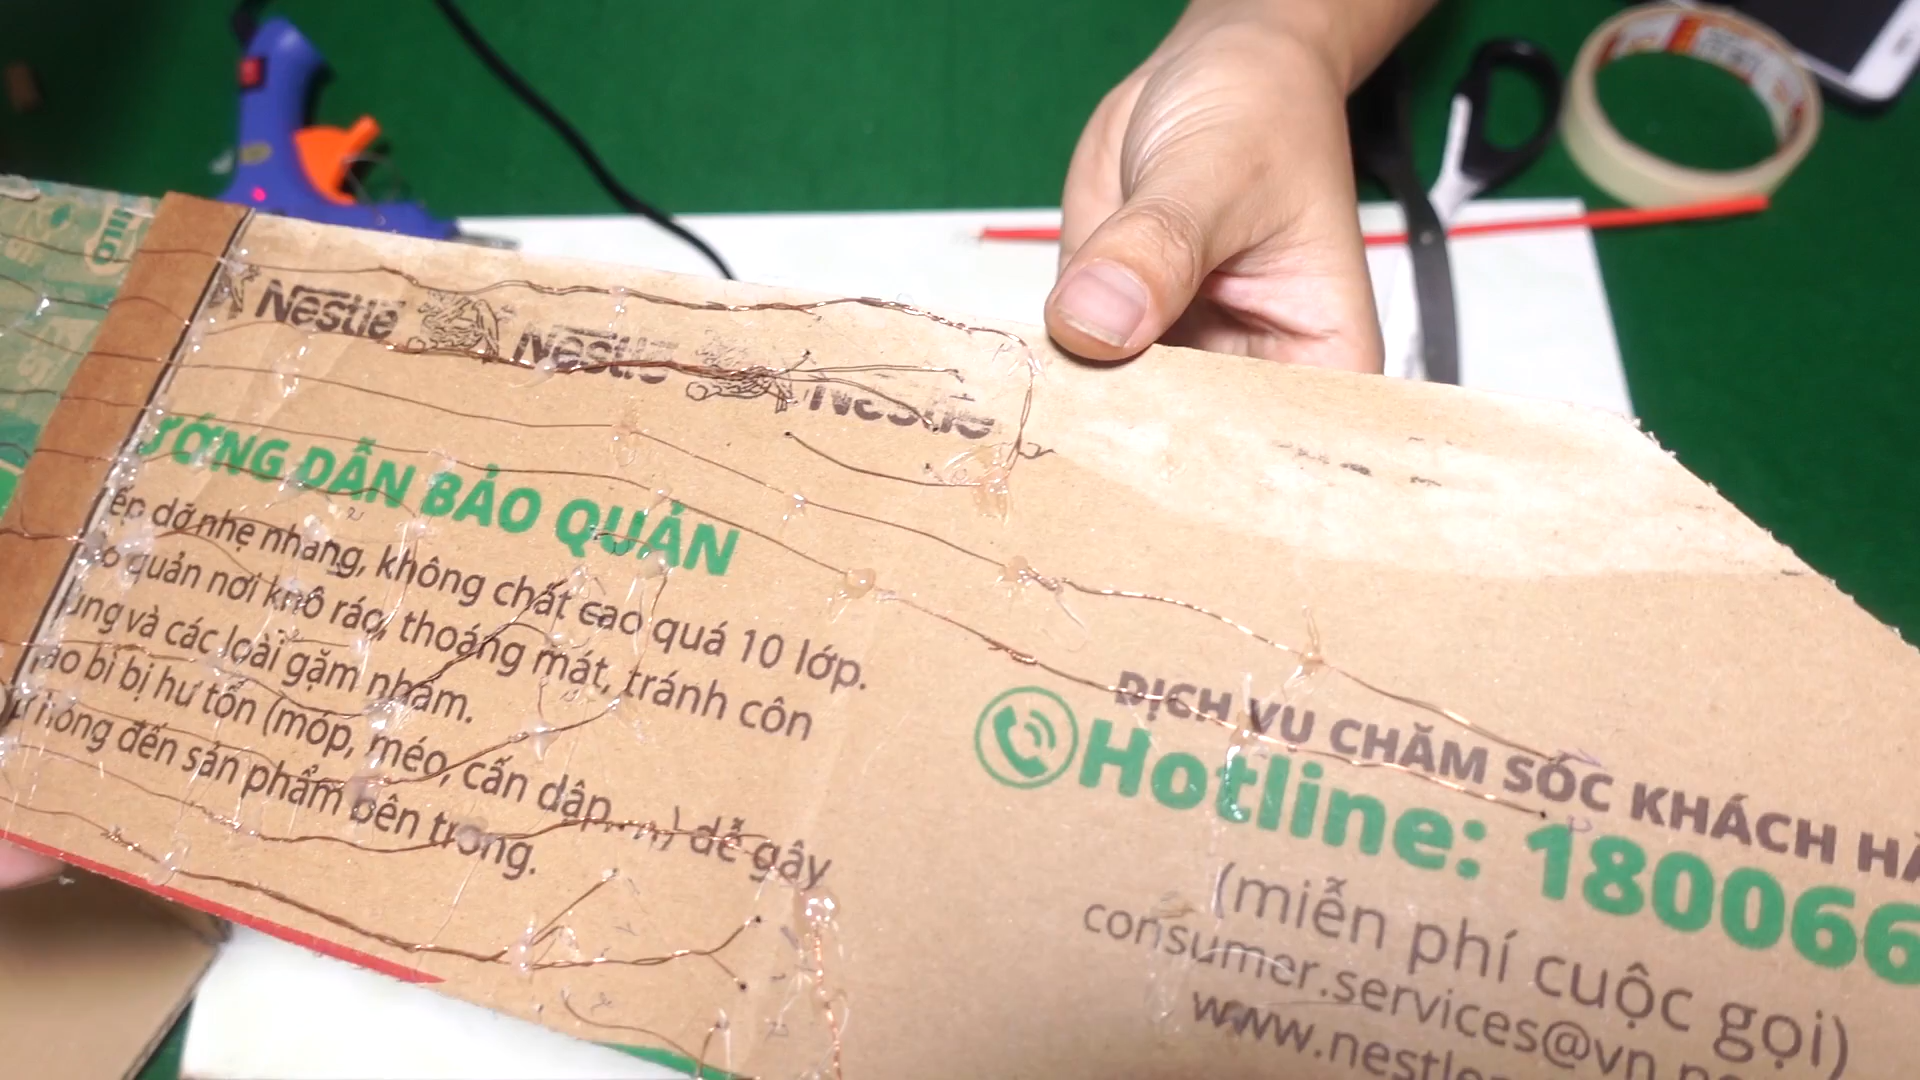 Nestlé Nestlé Nestlé
ƯỚNG DẪN BẢO QUẢN
ếp dỡ nhẹ nhàng, không chất cao quá 10 lớp.
quản nơi khô ráo, thoáng mát, tránh côn
và các loài gặm nhấm.
bì bị hư tổn (móp, méo, cấn dập...) dễ gây
hỏng đến sản phẩm bên trong.
DỊCH VỤ CHĂM SÓC KHÁCH HÀ
Hotline: 180066
(miễn phí cuộc gọi)
consumer.services@vn.ne
www.nestle